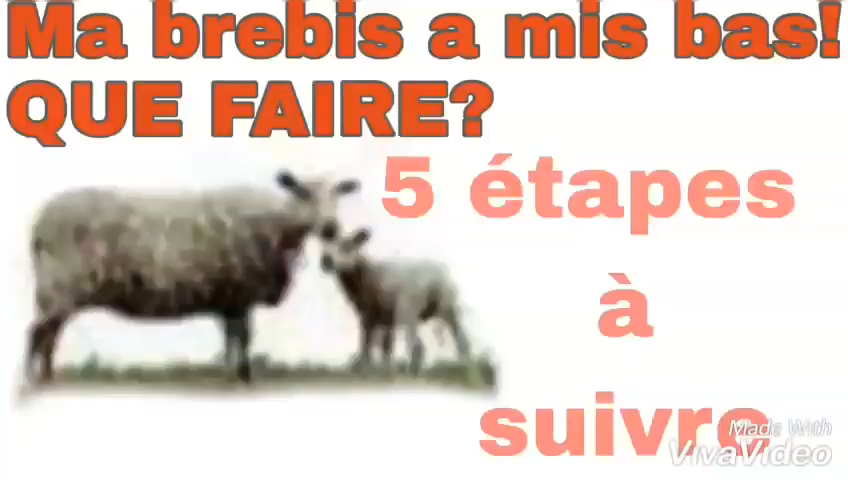 Ma brebis a mis bas!
QUE FAIRE?
5 étapes
à
suivre
Made With
VivaVideo